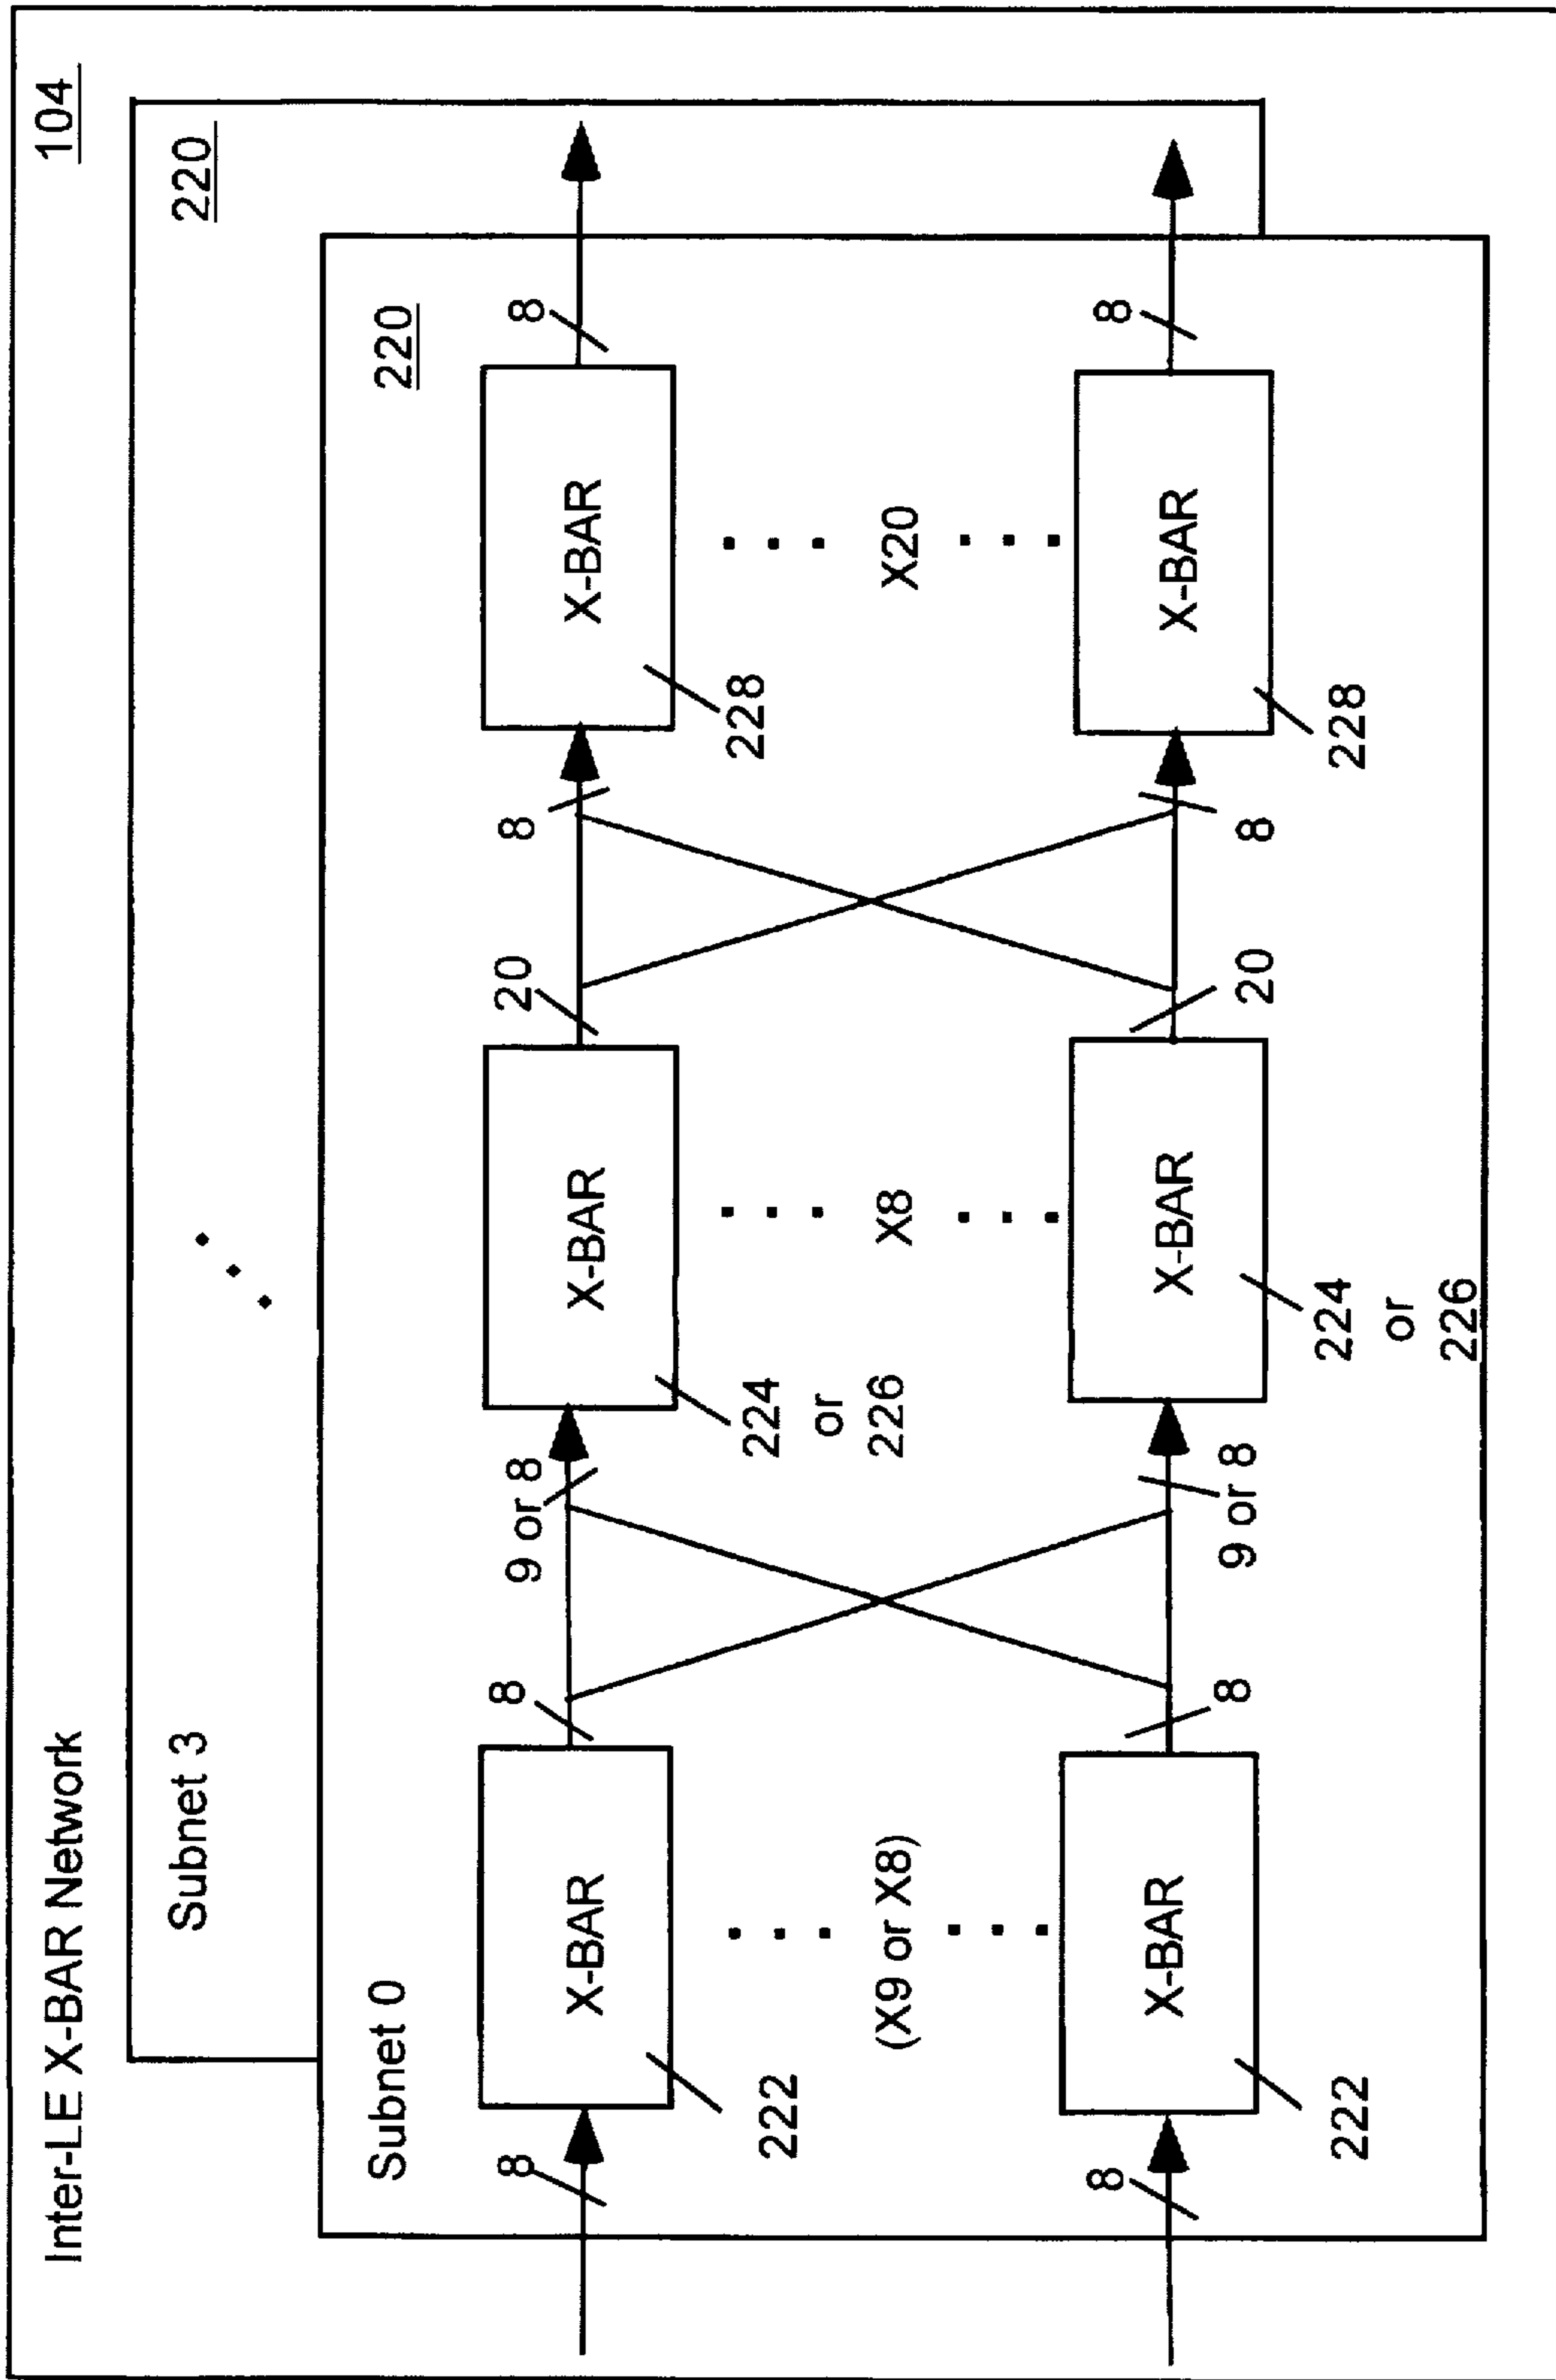 Inter-LE X-BAR Network
104
Subnet 3
220
Subnet 0
220
8
X-BAR
222
8
9 or 8
X-BAR
224
or
226
20
8
X-BAR
228
8
(X9 or X8)
X8
X20
8
X-BAR
222
8
9 or 8
X-BAR
224
or
226
20
8
X-BAR
228
8